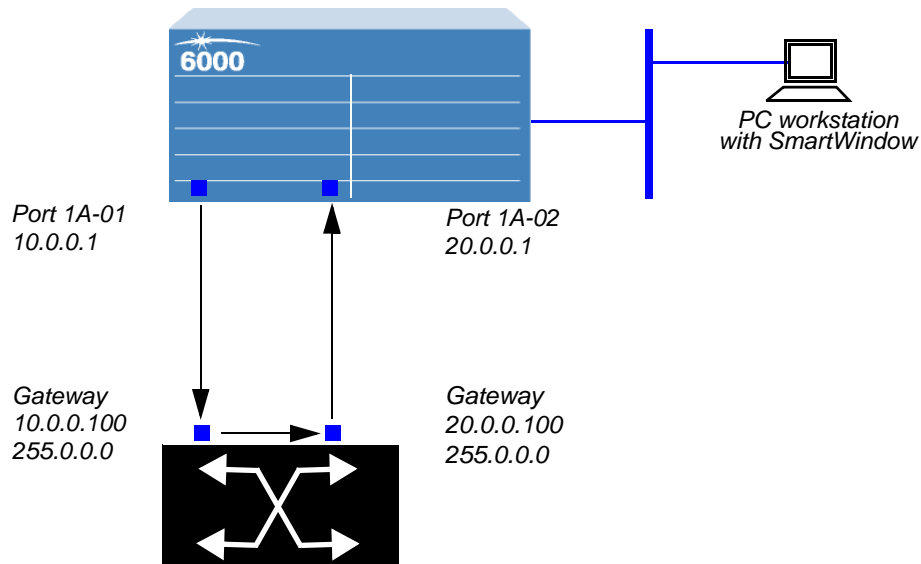 6000
PC workstation
with SmartWindow
Port 1A-01
10.0.0.1
Port 1A-02
20.0.0.1
Gateway
10.0.0.100
255.0.0.0
Gateway
20.0.0.100
255.0.0.0